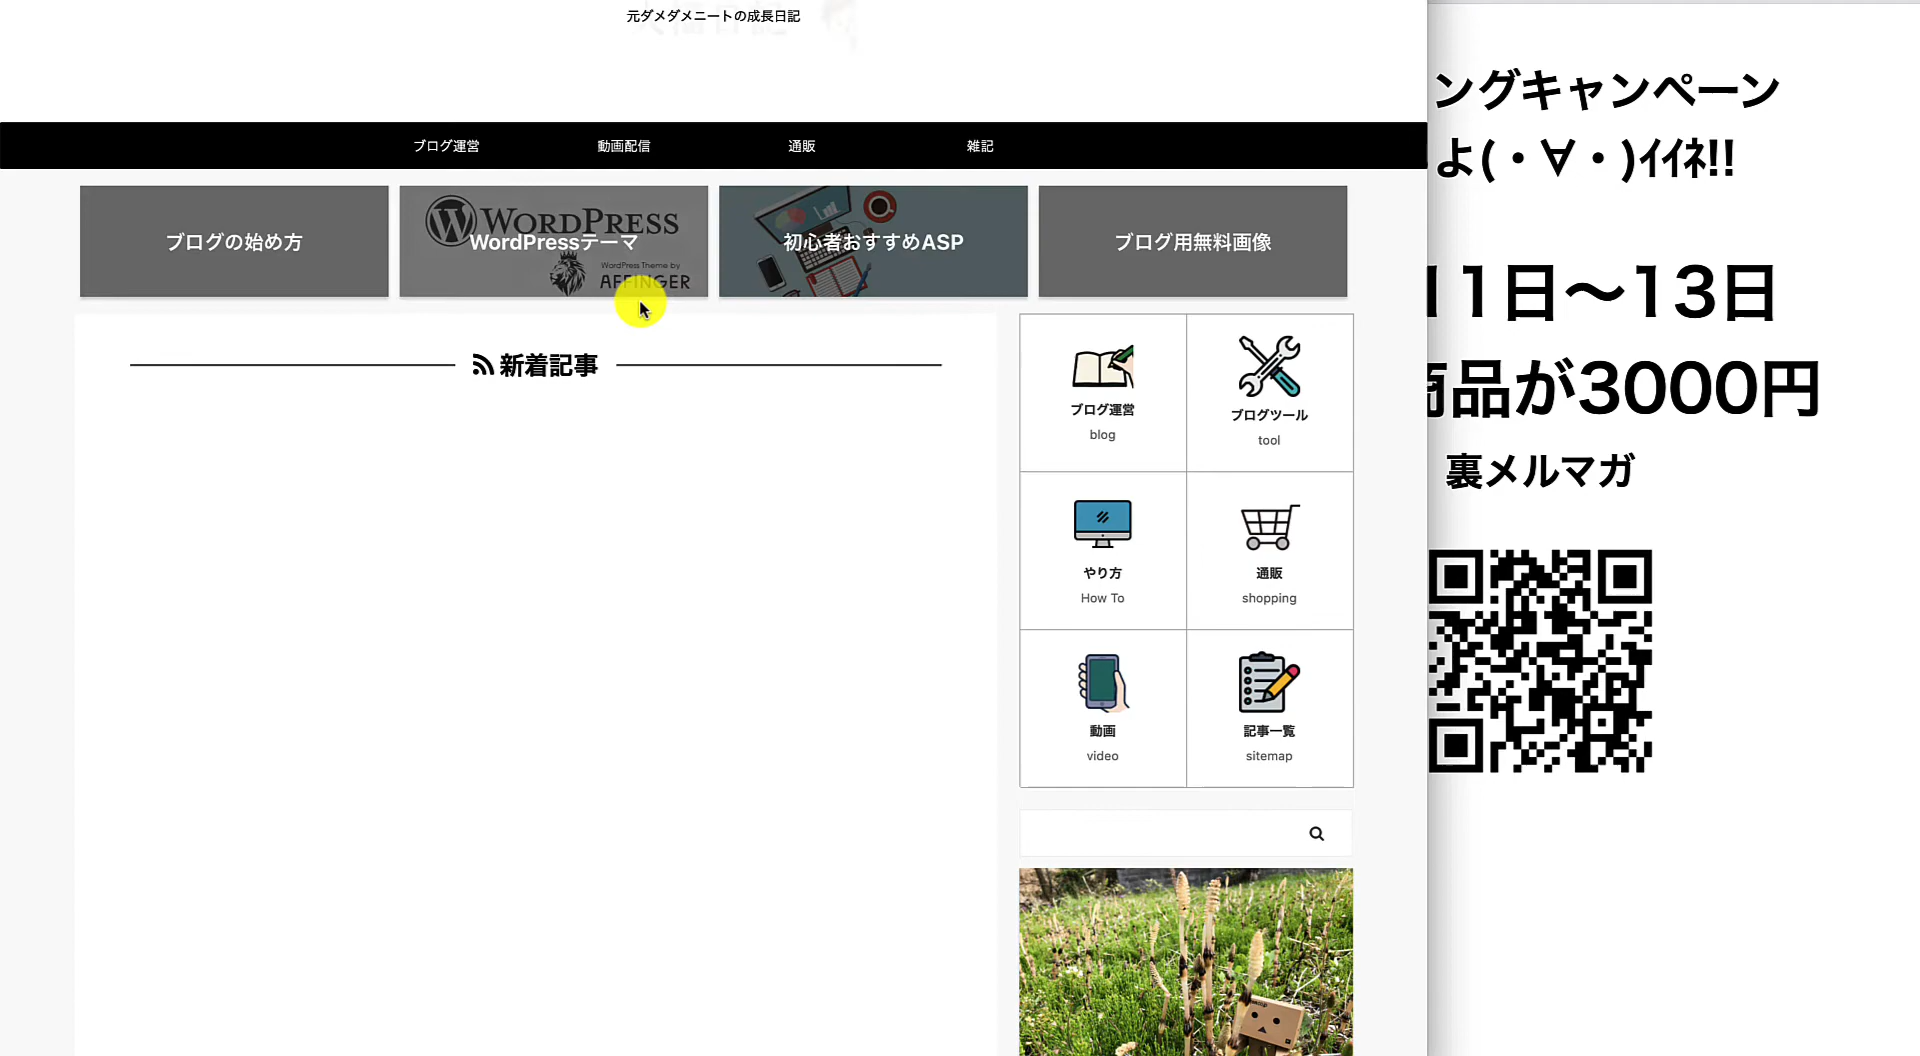 元ダメダメニートの成長日記
ブログ運営
動画配信
通販
雑記
ブログの始め方
WORDPRESS
WordPressテーマ
WordPress Theme by
AFFINGER
初心者おすすめASP
ブログ用無料画像
新着記事
ブログ運営
blog
ブログツール
tool
やり方
How To
通販
shopping
動画
video
記事一覧
sitemap
ングキャンペーン
よ(・∀・)ｲｲﾈ!!
11日〜13日
商品が3000円
裏メルマガ